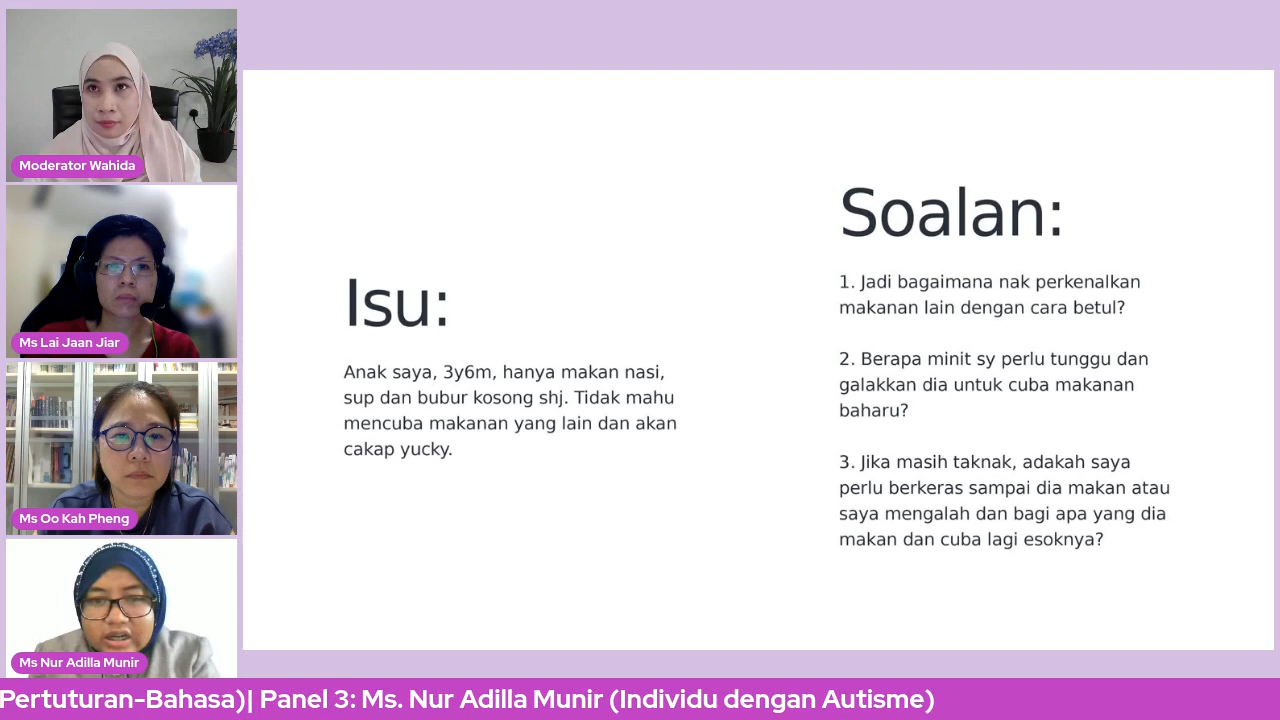 Moderator Wahida
Ms Lai Jaan Jiar
Ms Oo Kah Pheng
Ms Nur Adilla Munir
Isu:
Anak saya, 3y6m, hanya makan nasi,
sup dan bubur kosong shj. Tidak mahu
mencuba makanan yang lain dan akan
cakap yucky.
Soalan:
1. Jadi bagaimana nak perkenalkan
makanan lain dengan cara betul?
2. Berapa minit sy perlu tunggu dan
galakkan dia untuk cuba makanan
baharu?
3. Jika masih taknak, adakah saya
perlu berkeras sampai dia makan atau
saya mengalah dan bagi apa yang dia
makan dan cuba lagi esoknya?
Pertuturan-Bahasa)| Panel 3: Ms. Nur Adilla Munir (Individu dengan Autisme)